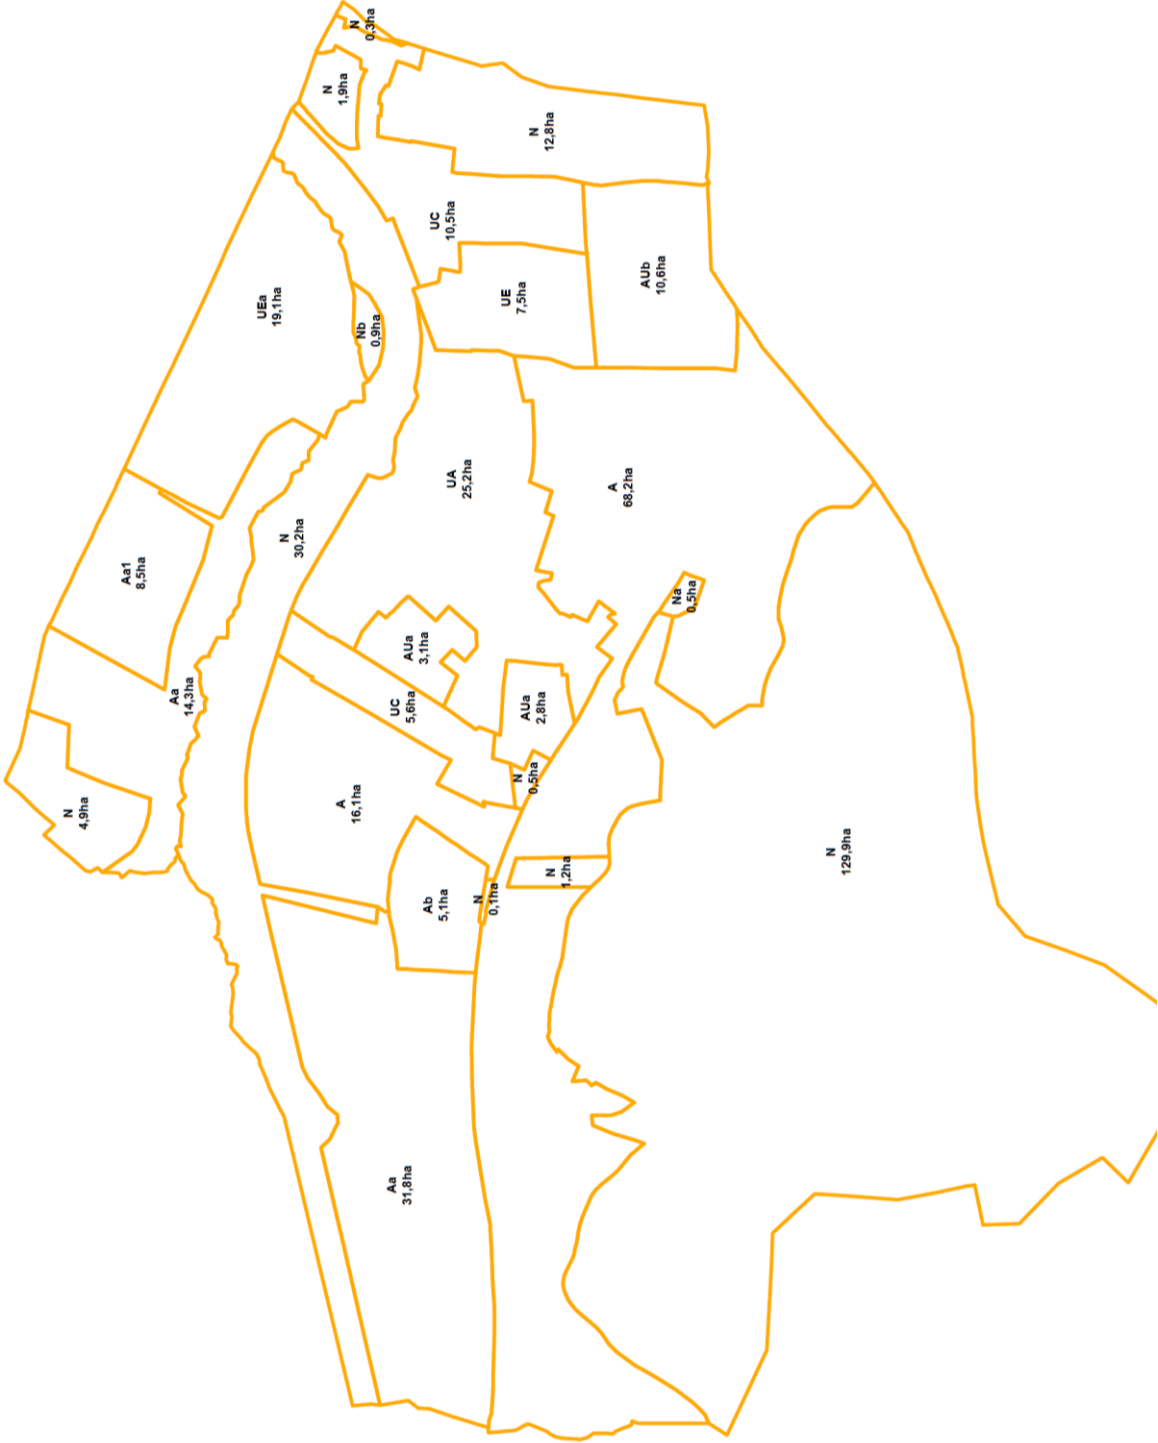 N
0,3ha
N
1,9ha
N
12,8ha
UC
10,5ha
UEa
19,1ha
AUb
10,6ha
UE
7,5ha
Nb
0,9ha
UA
25,2ha
A
68,2ha
N
30,2ha
Aa1
8,5ha
Na
0,5ha
AUa
3,1ha
Aa
14,3ha
UC
5,6ha
AUa
2,8ha
N
0,5ha
A
16,1ha
N
4,9ha
N
129,9ha
N
1,2ha
N
0,1ha
Ab
5,1ha
Aa
31,8ha